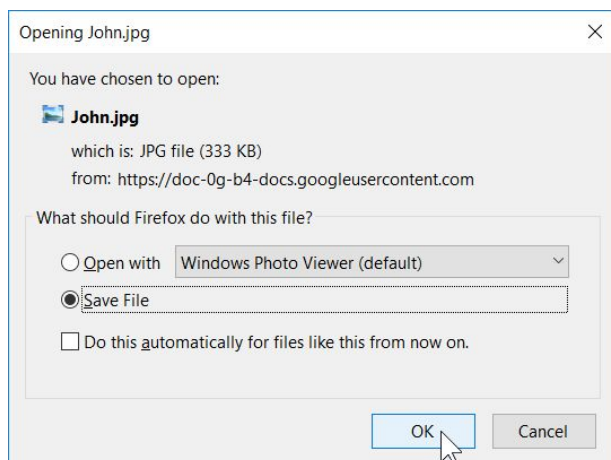 Opening John.jpg
You have chosen to open:
John.jpg
which is: JPG file (333 KB)
from: https://doc-0g-b4-docs.googleusercontent.com
What should Firefox do with this file?
Open with Windows Photo Viewer (default)
Save File
Do this automatically for files like this from now on.
OK Cancel